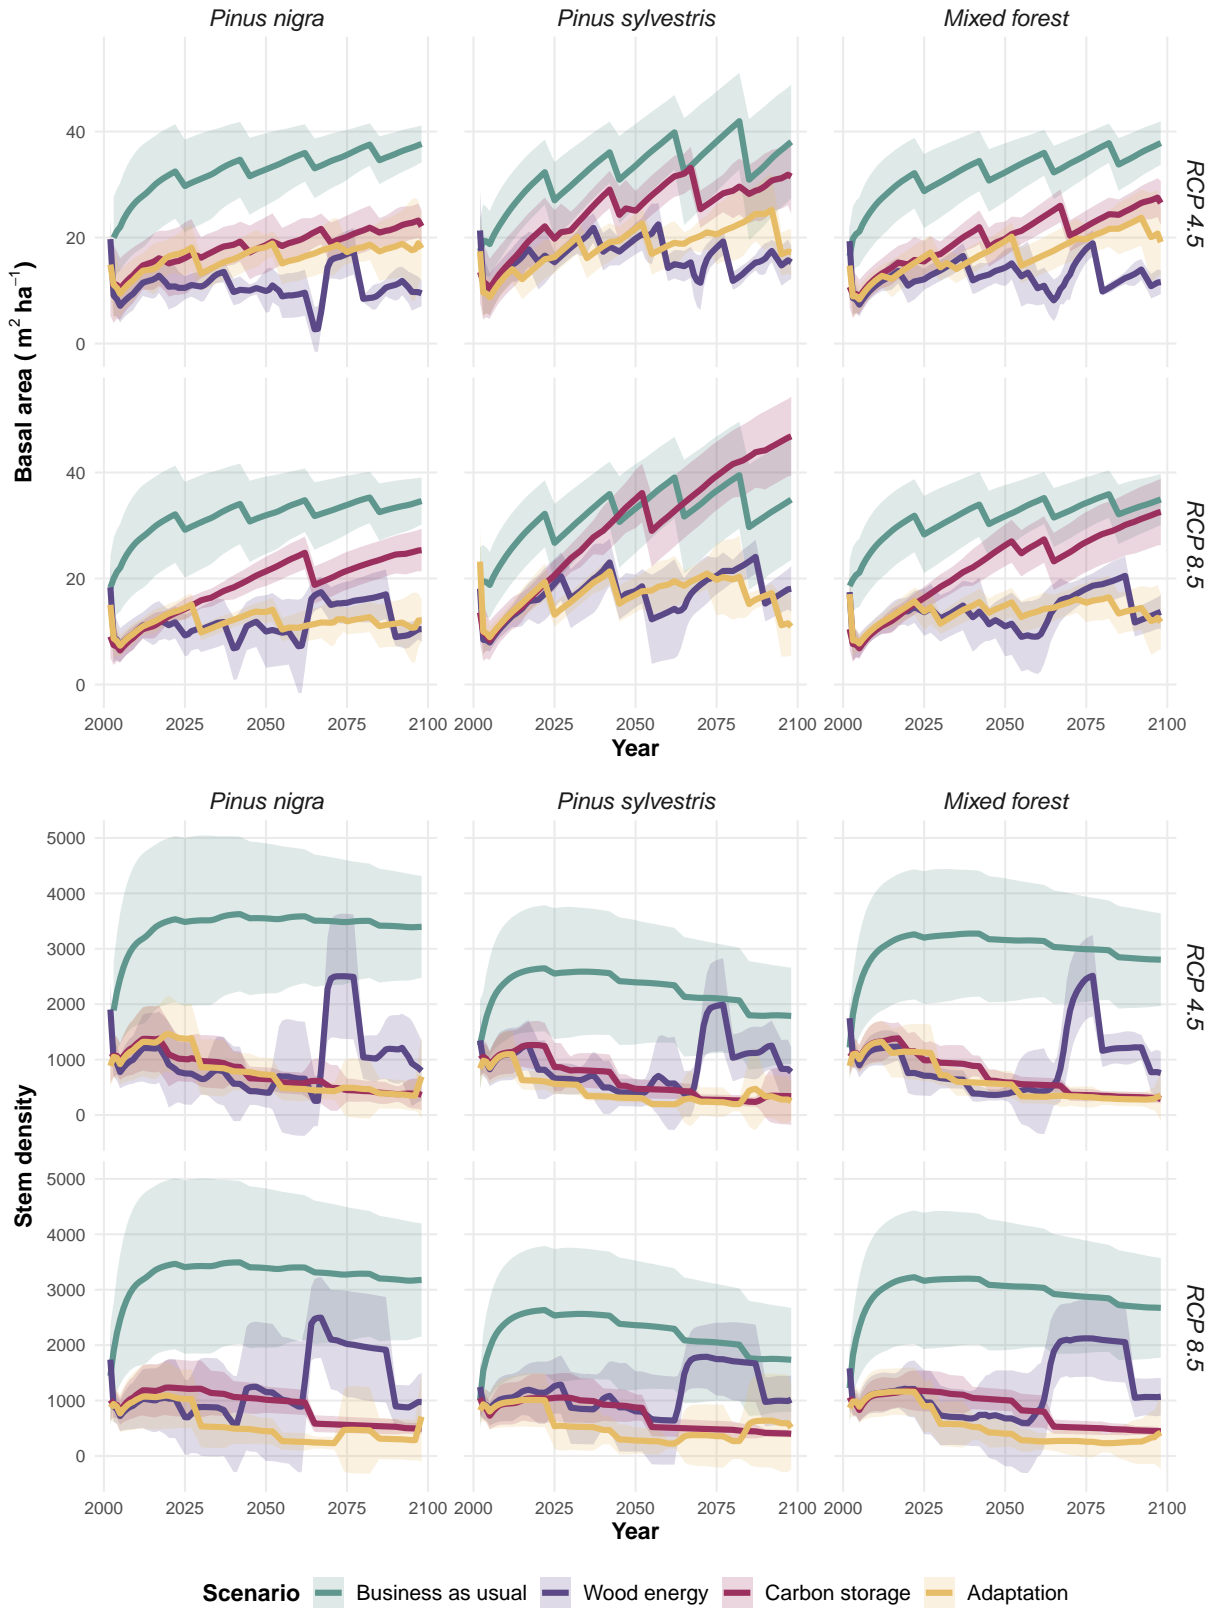 Pinus nigra Pinus sylvestris Mixed forest
40
20
0
RCP 4.5
Basal area ( m² ha⁻¹)
40
20
0
RCP 8.5
2000 2025 2050 2075 2100 2000 2025 2050 2075 2100 2000 2025 2050 2075 2100
Year
Pinus nigra Pinus sylvestris Mixed forest
5000
4000
3000
2000
1000
0
RCP 4.5
Stem density
5000
4000
3000
2000
1000
0
RCP 8.5
2000 2025 2050 2075 2100 2000 2025 2050 2075 2100 2000 2025 2050 2075 2100
Year
Scenario Business as usual Wood energy Carbon storage Adaptation